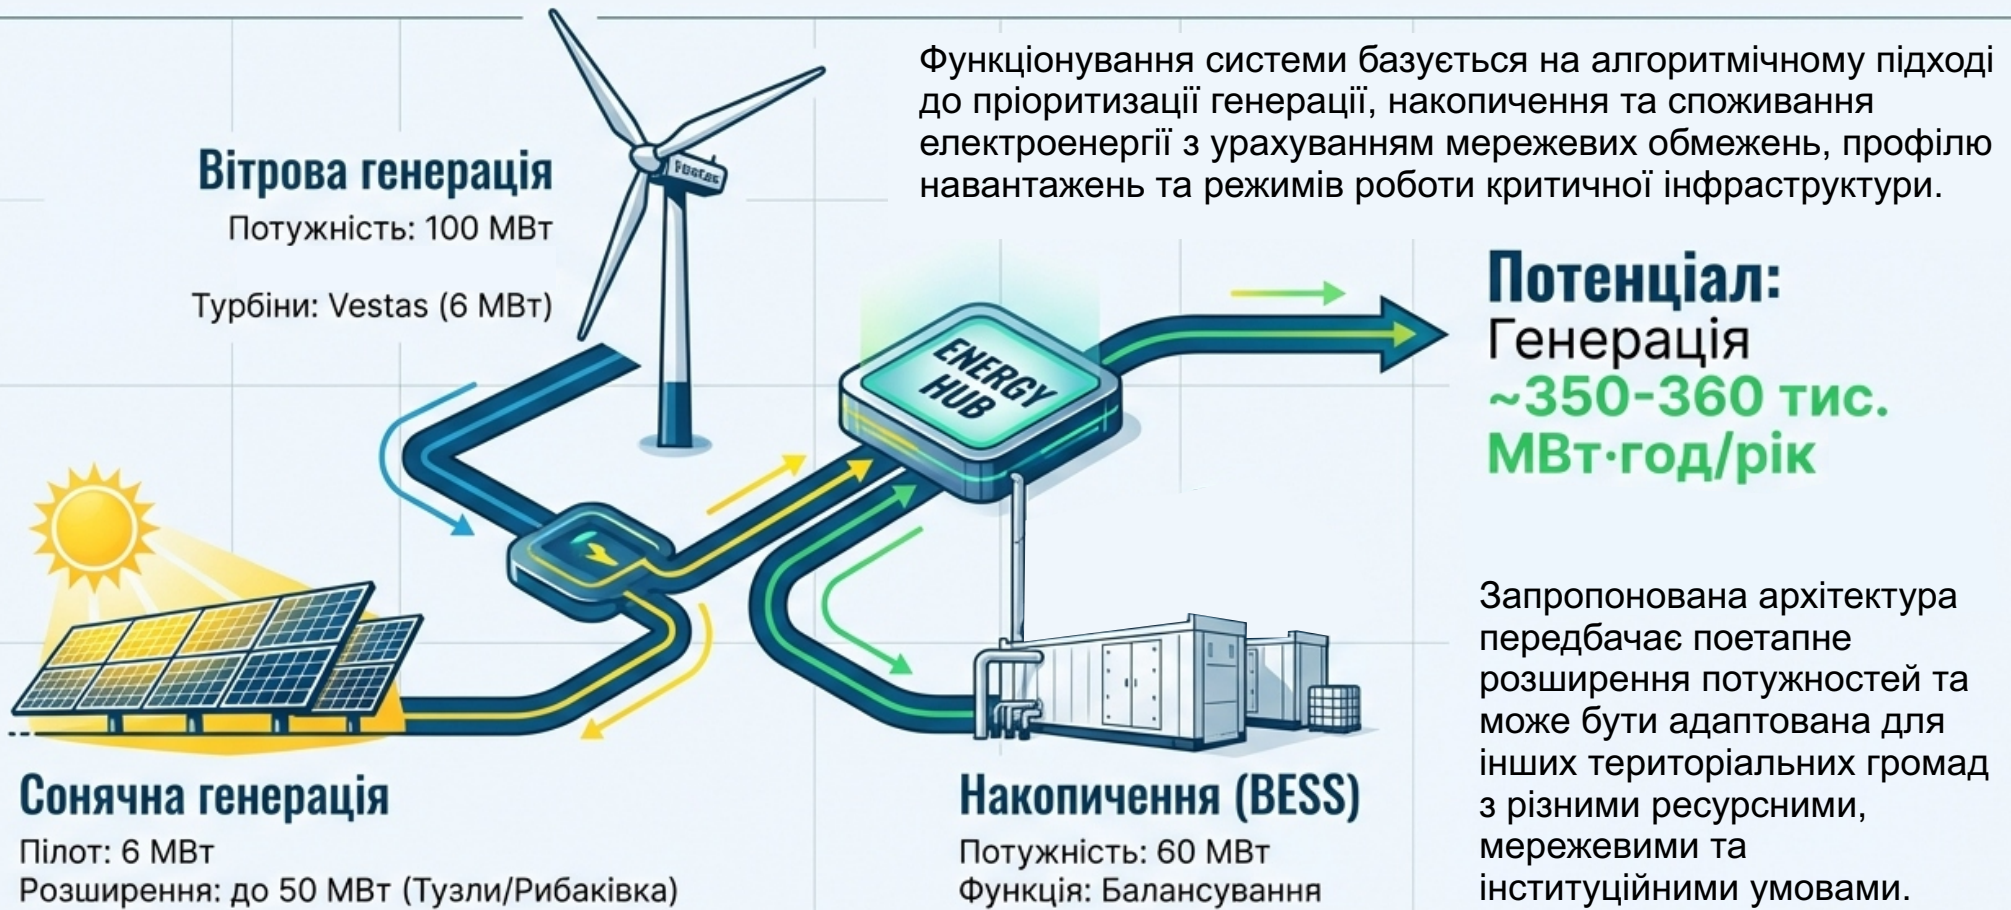 Функціонування системи базується на алгоритмічному підході
до пріоритизації генерації, накопичення та споживання
електроенергії з урахуванням мережевих обмежень, профілю
навантажень та режимів роботи критичної інфраструктури.
Вітрова генерація
Потужність: 100 МВт
Турбіни: Vestas (6 МВт)
ENERGY
HUB
Потенціал:
Генерація
~350-360 тис.
МВт·год/рік
Сонячна генерація
Пілот: 6 МВт
Розширення: до 50 МВт (Тузли/Рибаківка)
Накопичення (BESS)
Потужність: 60 МВт
Функція: Балансування
Запропонована архітектура
передбачає поетапне
розширення потужностей та
може бути адаптована для
інших територіальних громад
з різними ресурсними,
мережевими та
інституційними умовами.